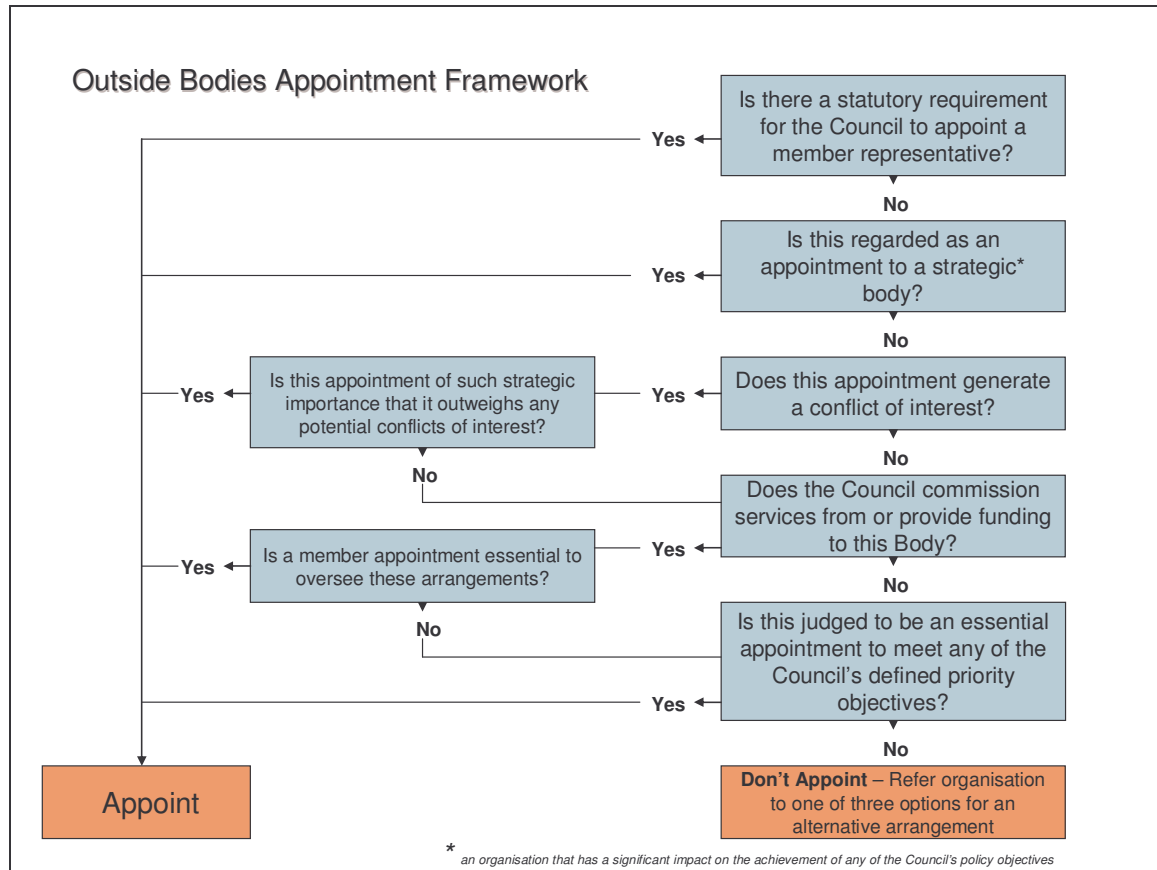 Outside Bodies Appointment Framework
Is there a statutory requirement
for the Council to appoint a
member representative?
Yes
No
Is this regarded as an
appointment to a strategic*
body?
Yes
No
Does this appointment generate
a conflict of interest?
Yes
Is this appointment of such strategic
importance that it outweighs any
potential conflicts of interest?
Yes
No
No
Does the Council commission
services from or provide funding
to this Body?
Yes
Is a member appointment essential to
oversee these arrangements?
Yes
No
No
Is this judged to be an essential
appointment to meet any of the
Council's defined priority
objectives?
Yes
No
Appoint
Don't Appoint – Refer organisation
to one of three options for an
alternative arrangement
* an organisation that has a significant impact on the achievement of any of the Council's policy objectives